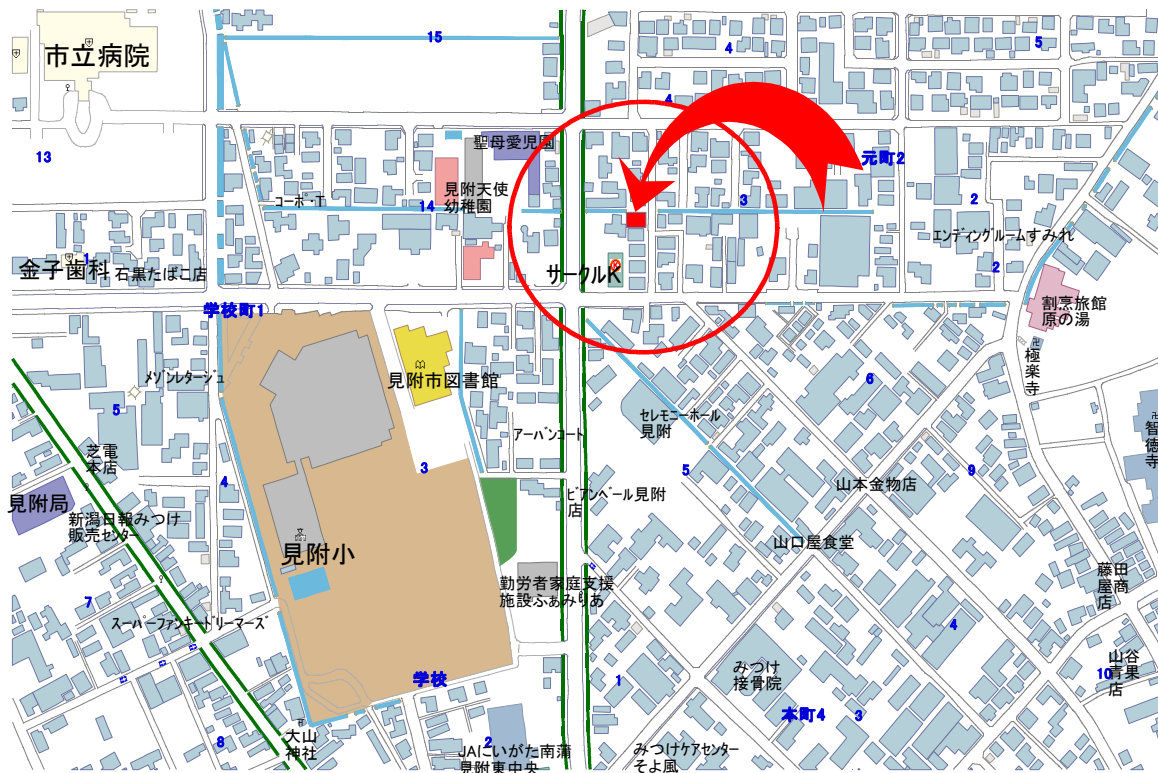 15
4
5
市立病院
4
13
聖母愛児園
元町2
見附天使
幼稚園
コーポ・T
14
3
2
エンディングルームすみれ
1
金子歯科
石黒たばこ店
サークルK
2
学校町1
割烹旅館
原の湯
極楽寺
メゾンレタージュ
見附市図書館
6
5
セレモニーホール
見附
智徳寺
アーバンコート
芝電
本店
3
5
9
4
山本金物店
見附局
ビアンベール見附
店
新潟日報みつけ
販売センター
山口屋食堂
見附小
勤労者家庭支援
施設ふぁみりあ
藤田
屋商
店
7
スーパーファンキードリーマーズ
4
山谷
青果
店
10
学校
1
みつけ
接骨院
本町4
3
大山
神社
8
2
JAにいがた南蒲
見附東中央
みつけケアセンター
そよ風